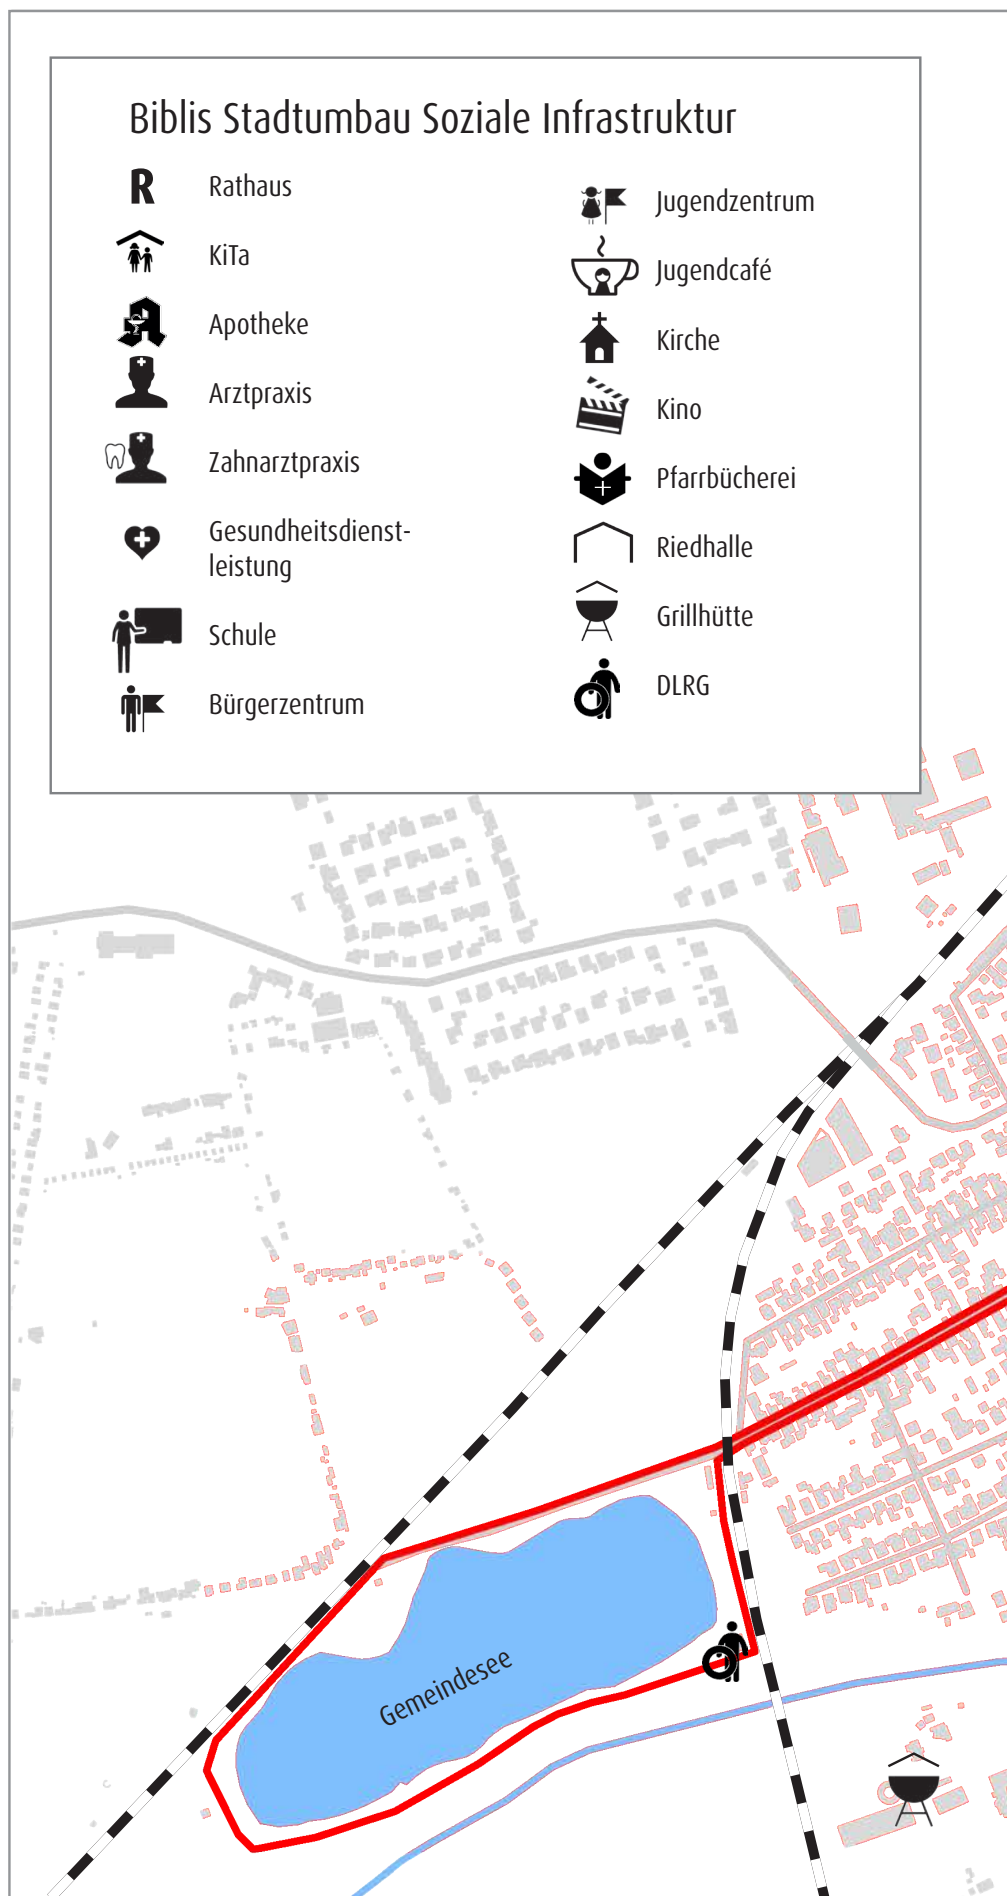 Biblis Stadtumbau Soziale Infrastruktur
R Rathaus
KiTa
Apotheke
Arztpraxis
Zahnarztpraxis
Gesundheitsdienst-
leistung
Schule
Bürgerzentrum
Jugendzentrum
Jugendcafé
Kirche
Kino
Pfarrbücherei
Riedhalle
Grillhütte
DLRG
Gemeindesee